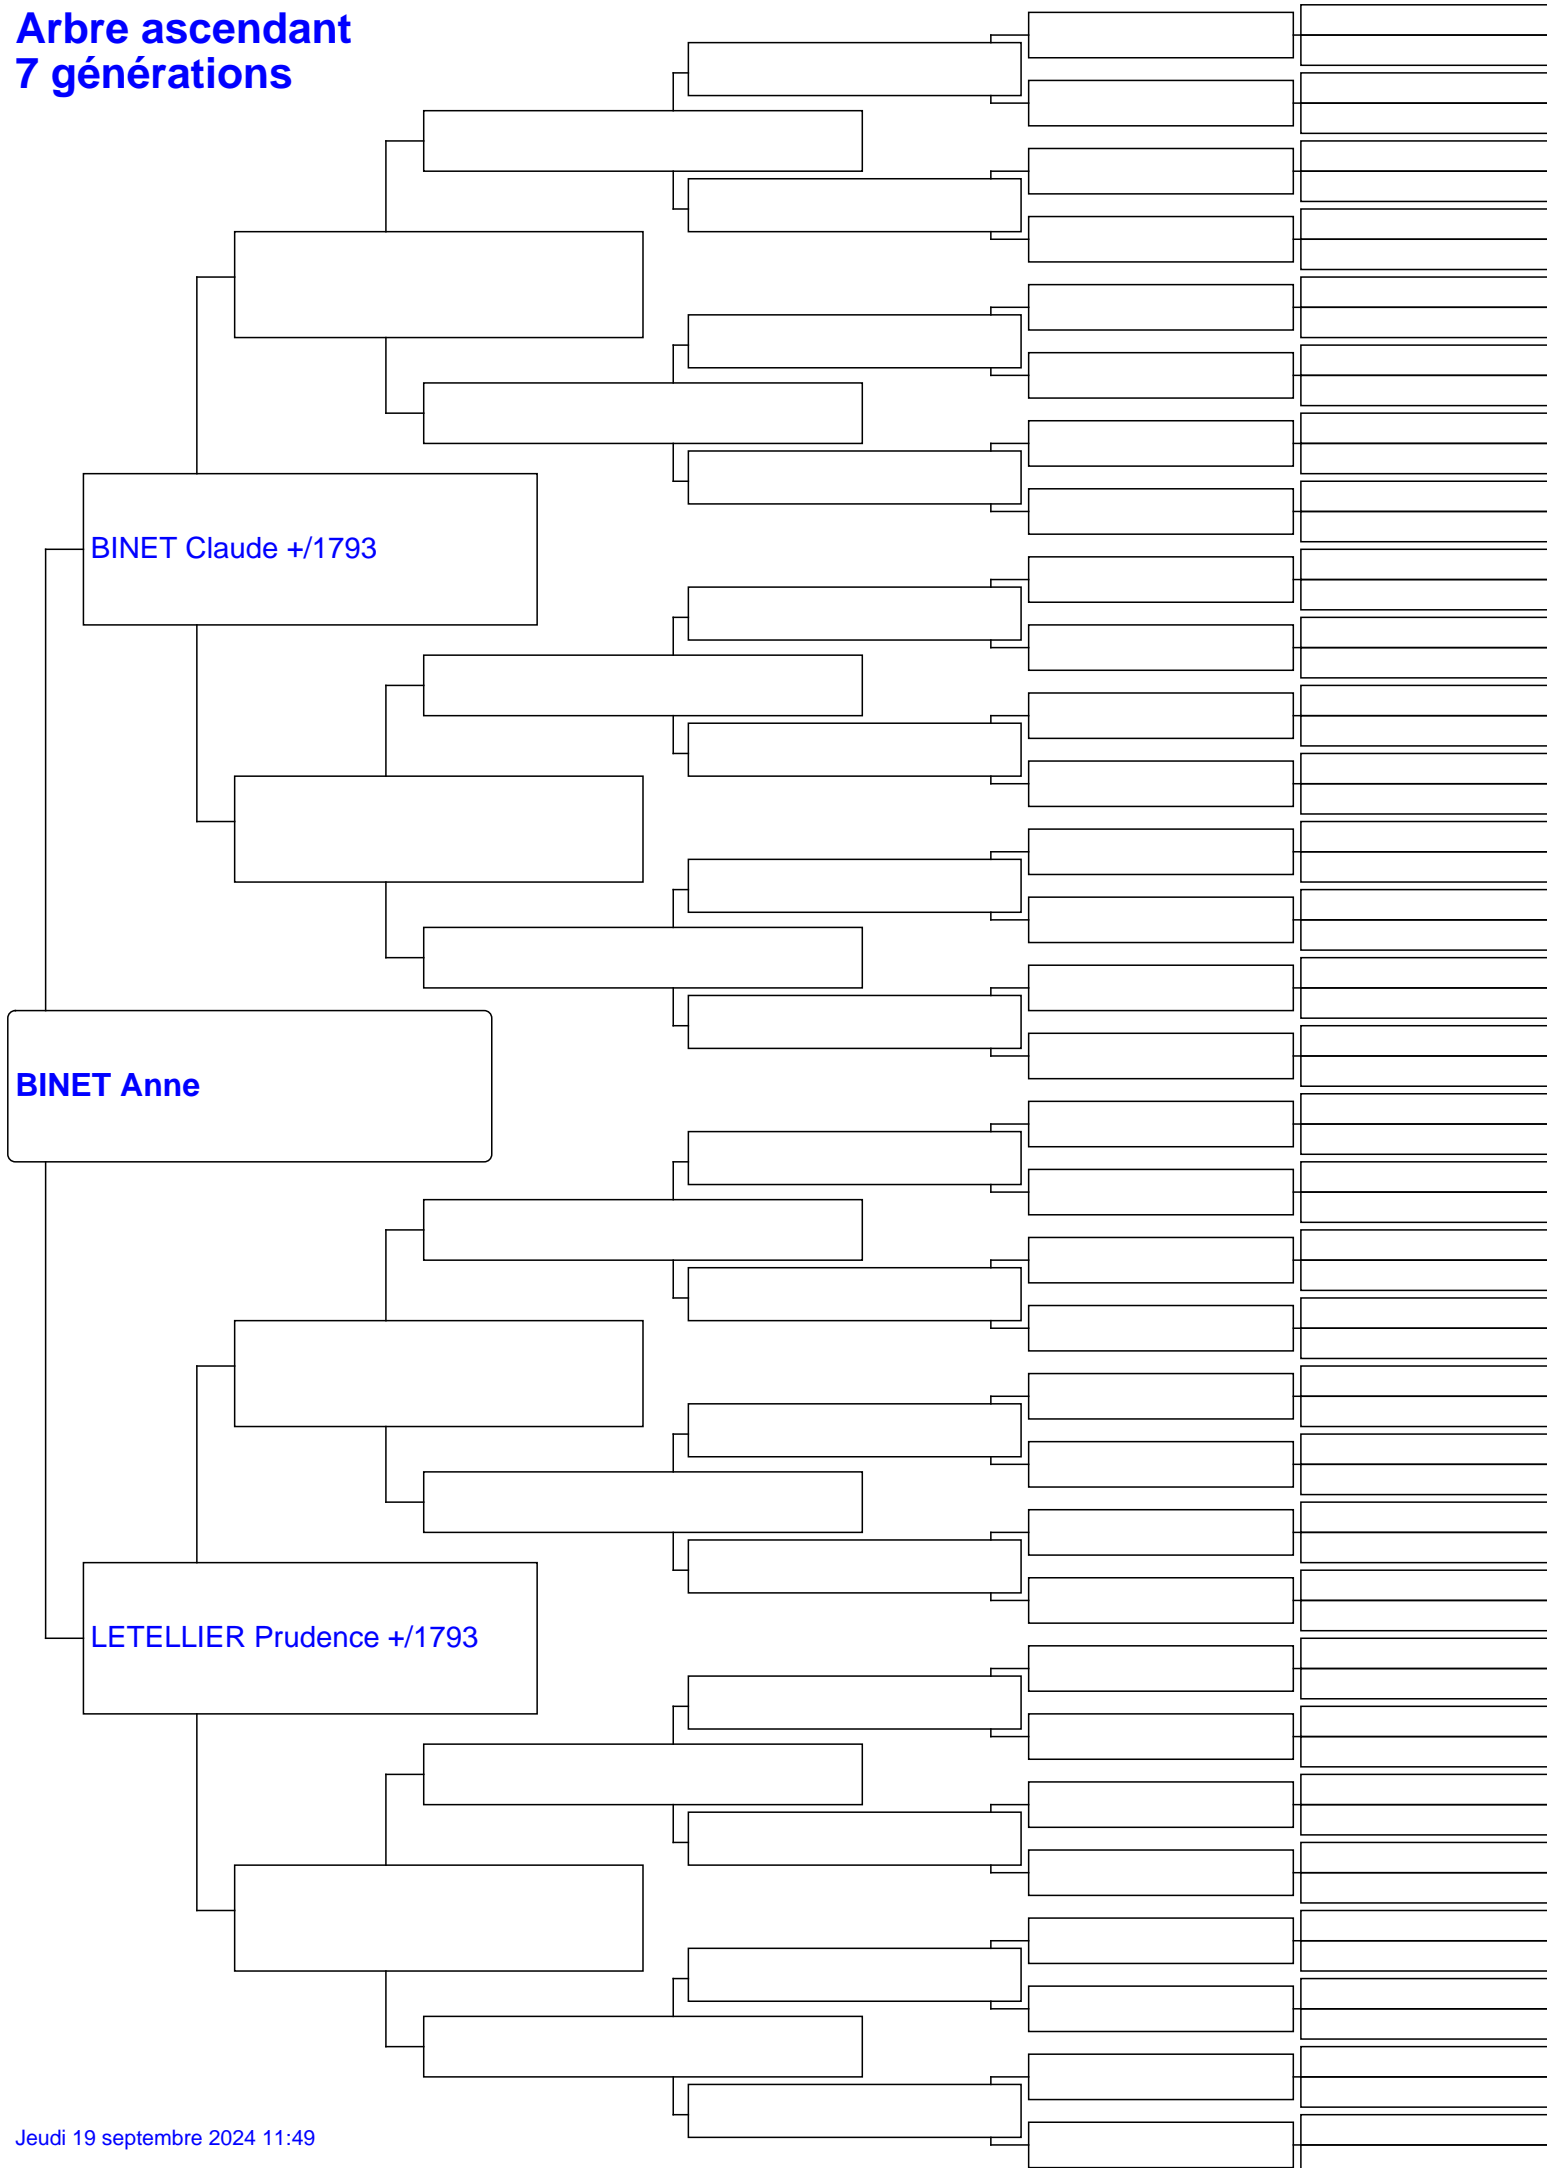 Arbre ascendant
7 générations
BINET Claude +/1793
BINET Anne
LETELLIER Prudence +/1793
Jeudi 19 septembre 2024 11:49